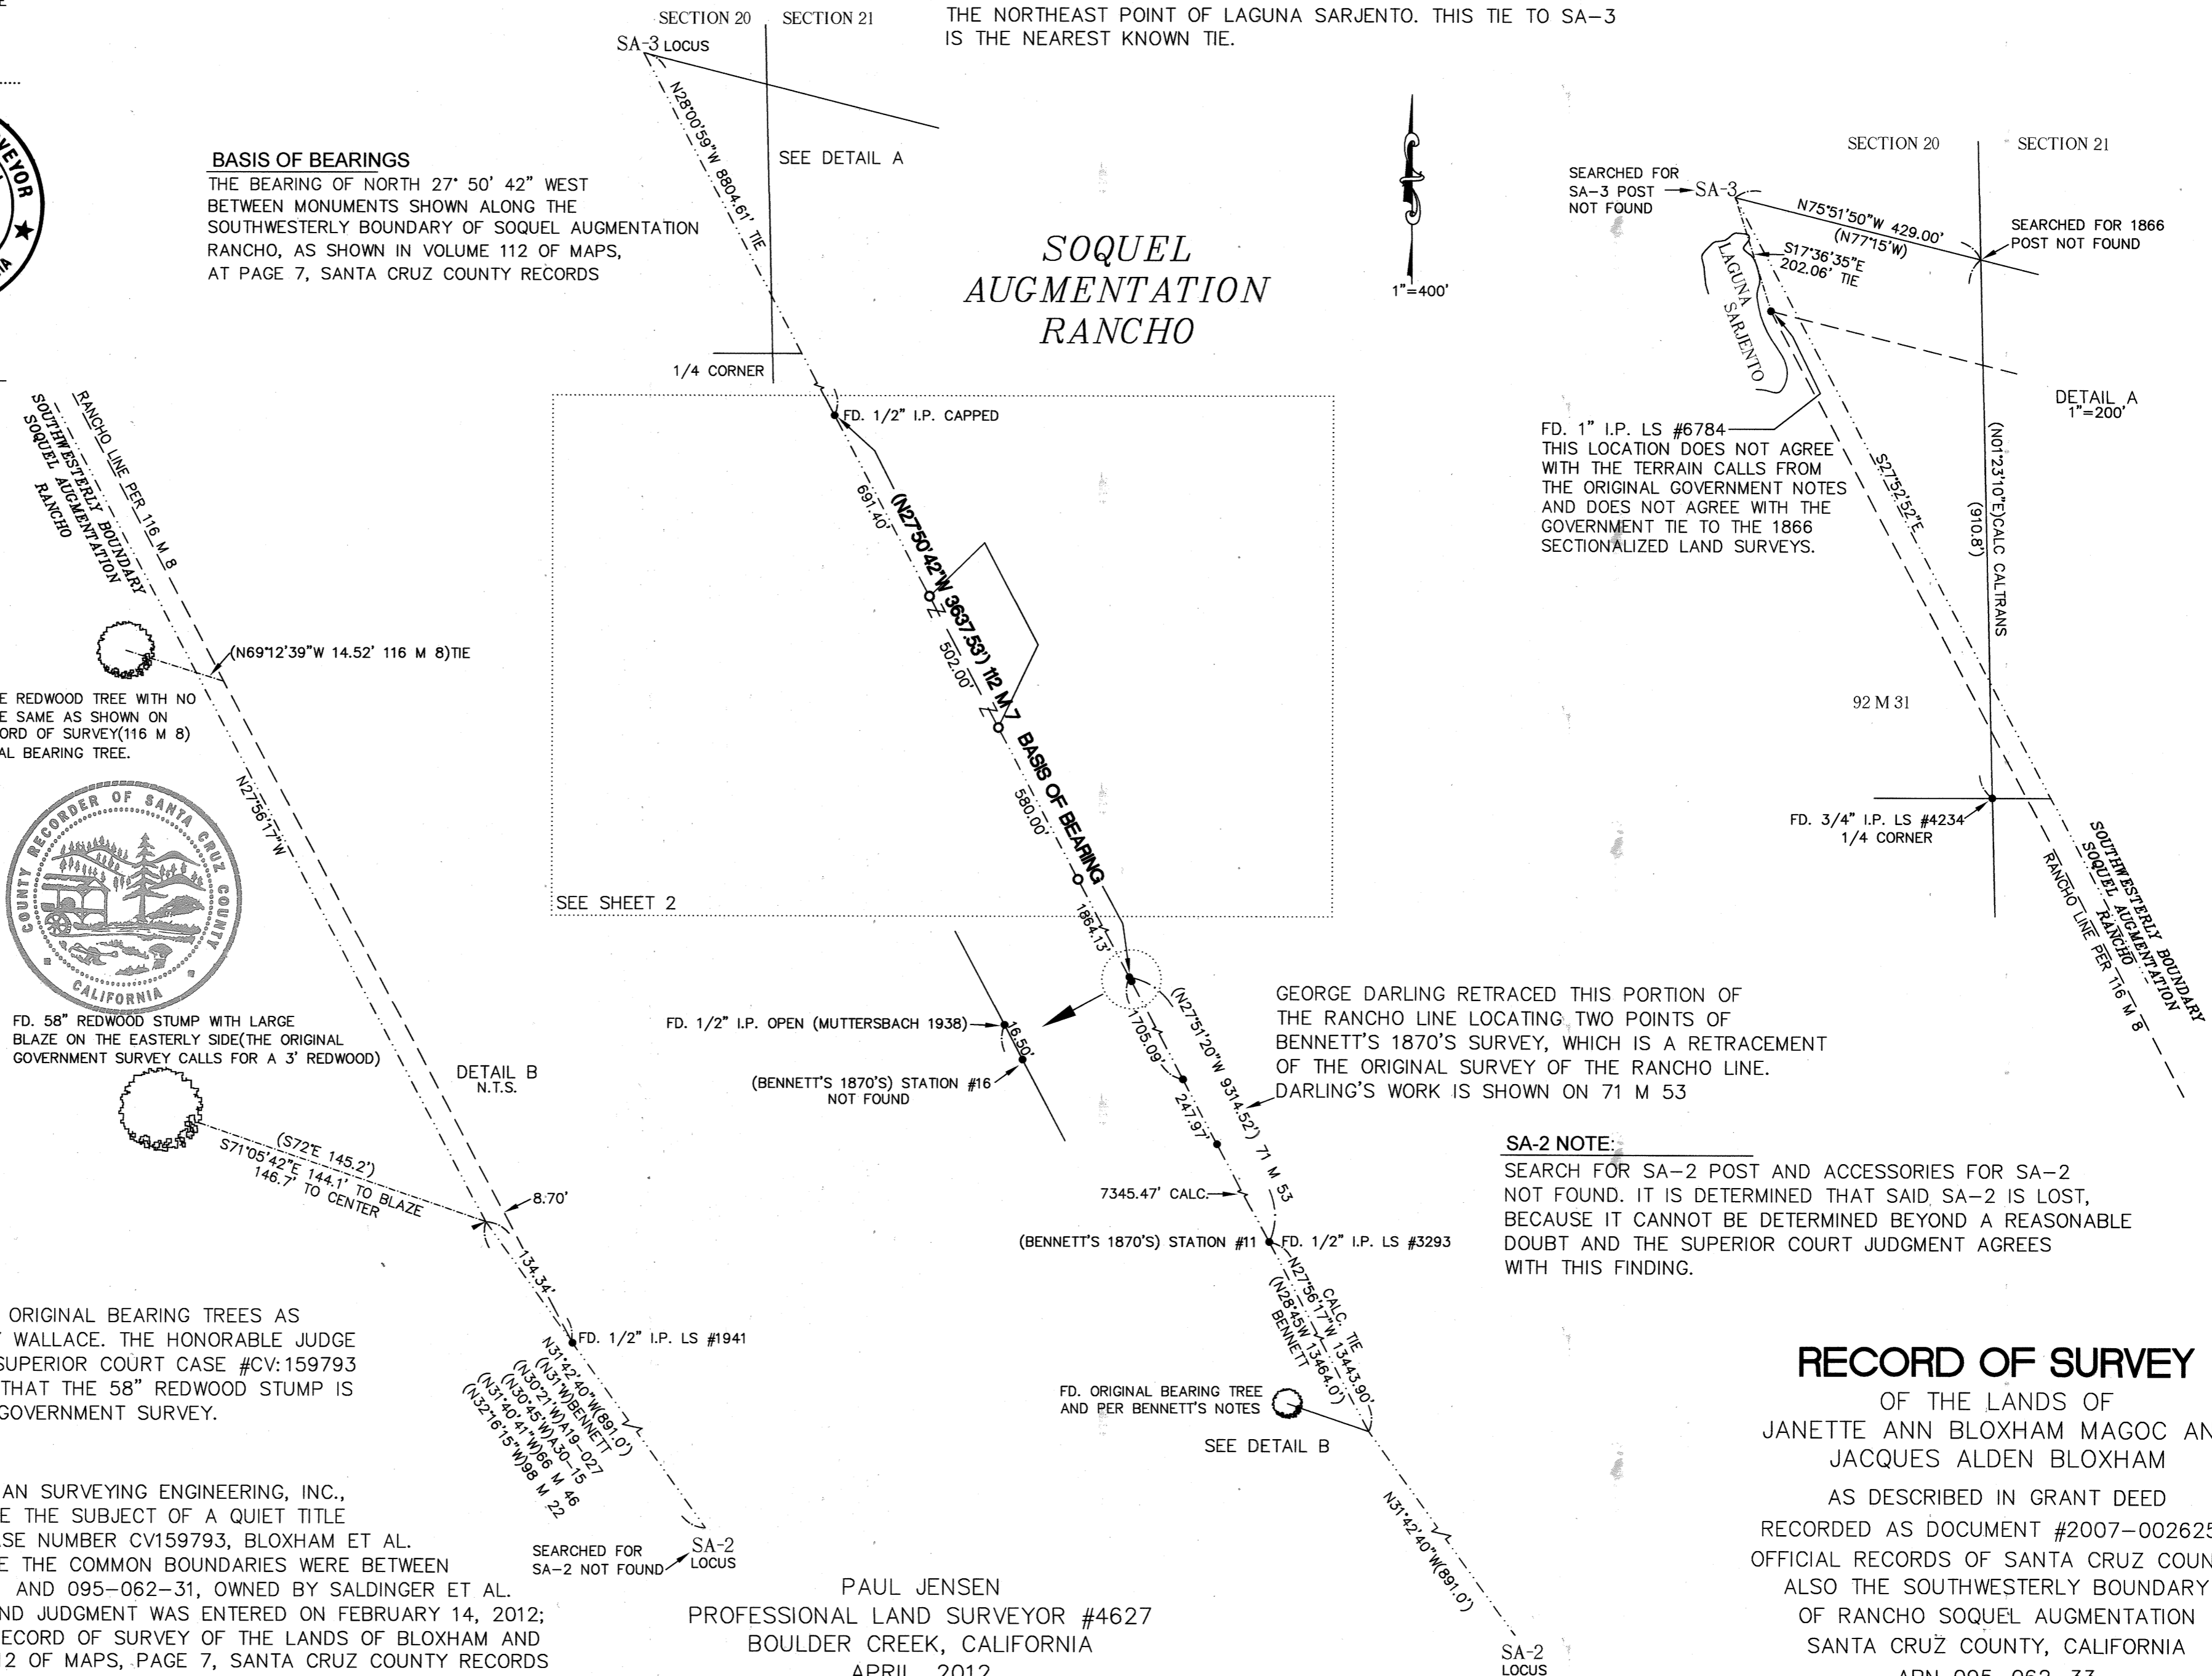 SECTION 20 SECTION 21
SA-3 LOCUS
THE NORTHEAST POINT OF LAGUNA SARJENTO. THIS TIE TO SA-3
IS THE NEAREST KNOWN TIE.
N28°00'59"W 8804.61' TIE
SEE DETAIL A
BASIS OF BEARINGS
THE BEARING OF NORTH 27° 50' 42" WEST
BETWEEN MONUMENTS SHOWN ALONG THE
SOUTHWESTERLY BOUNDARY OF SOQUEL AUGMENTATION
RANCHO, AS SHOWN IN VOLUME 112 OF MAPS,
AT PAGE 7, SANTA CRUZ COUNTY RECORDS
SOQUEL
AUGMENTATION
RANCHO
1"=400'
1/4 CORNER
FD. 1/2" I.P. CAPPED
691.40'
(N27°50'42"W 3637.53') 112 M 7 BASIS OF BEARING
502.00'
580.00'
1864.13'
SEE SHEET 2
SECTION 20 SECTION 21
SEARCHED FOR
SA-3 POST
NOT FOUND
SA-3
N75°51'50"W 429.00'
(N77°15'W)
SEARCHED FOR 1866
POST NOT FOUND
S17°36'35"E
202.06' TIE
LAGUNA
SARJENTO
DETAIL A
1"=200'
FD. 1" I.P. LS #6784
THIS LOCATION DOES NOT AGREE
WITH THE TERRAIN CALLS FROM
THE ORIGINAL GOVERNMENT NOTES
AND DOES NOT AGREE WITH THE
GOVERNMENT TIE TO THE 1866
SECTIONALIZED LAND SURVEYS.
S27°52'52"E
(N01°23'10"E)CALC CALTRANS
(910.8')
92 M 31
FD. 3/4" I.P. LS #4234
1/4 CORNER
SOUTHWESTERLY BOUNDARY
SOQUEL AUGMENTATION
RANCHO
RANCHO LINE PER 116 M 8
VEYOR
RANCHO LINE PER 116 M 8
SOUTHWESTERLY BOUNDARY
SOQUEL AUGMENTATION
RANCHO
(N69°12'39"W 14.52' 116 M 8)TIE
E REDWOOD TREE WITH NO
E SAME AS SHOWN ON
ORD OF SURVEY(116 M 8)
AL BEARING TREE.
N27°56'17"W
COUNTY RECORDER OF SANTA CRUZ COUNTY
CALIFORNIA
FD. 58" REDWOOD STUMP WITH LARGE
BLAZE ON THE EASTERLY SIDE(THE ORIGINAL
GOVERNMENT SURVEY CALLS FOR A 3' REDWOOD)
DETAIL B
N.T.S.
(S72°E 145.2')
S71°05'42"E 144.1' TO BLAZE
146.7' TO CENTER
8.70'
134.34'
FD. 1/2" I.P. LS #1941
N31°42'40"W(891.0')
(N31°W)BENNETT
(N30°21'W)A19-027
(N30°45'W)A30-15
(N31°40'41"W)66 M 46
(N32°16'15"W)98 M 22
SEARCHED FOR
SA-2 NOT FOUND
SA-2
LOCUS
FD. 1/2" I.P. OPEN (MUTTERSBACH 1938)
16.50'
(BENNETT'S 1870'S) STATION #16
NOT FOUND
1705.09'
(N27°51'20"W 9314.52') 71 M 53
247.97'
GEORGE DARLING RETRACED THIS PORTION OF
THE RANCHO LINE LOCATING TWO POINTS OF
BENNETT'S 1870'S SURVEY, WHICH IS A RETRACEMENT
OF THE ORIGINAL SURVEY OF THE RANCHO LINE.
DARLING'S WORK IS SHOWN ON 71 M 53
7345.47' CALC.
(BENNETT'S 1870'S) STATION #11
FD. 1/2" I.P. LS #3293
SA-2 NOTE:
SEARCH FOR SA-2 POST AND ACCESSORIES FOR SA-2
NOT FOUND. IT IS DETERMINED THAT SAID SA-2 IS LOST,
BECAUSE IT CANNOT BE DETERMINED BEYOND A REASONABLE
DOUBT AND THE SUPERIOR COURT JUDGMENT AGREES
WITH THIS FINDING.
CALC. TIE
N27°56'17"W 13443.90'
(N28°45W 13464.0')
BENNETT
FD. ORIGINAL BEARING TREE
AND PER BENNETT'S NOTES
SEE DETAIL B
N31°42'40"W(891.0')
SA-2
LOCUS
ORIGINAL BEARING TREES AS
WALLACE. THE HONORABLE JUDGE
SUPERIOR COURT CASE #CV:159793
THAT THE 58" REDWOOD STUMP IS
GOVERNMENT SURVEY.
AN SURVEYING ENGINEERING, INC.,
E THE SUBJECT OF A QUIET TITLE
ASE NUMBER CV159793, BLOXHAM ET AL.
E THE COMMON BOUNDARIES WERE BETWEEN
AND 095-062-31, OWNED BY SALDINGER ET AL.
ND JUDGMENT WAS ENTERED ON FEBRUARY 14, 2012;
ECORD OF SURVEY OF THE LANDS OF BLOXHAM AND
12 OF MAPS, PAGE 7, SANTA CRUZ COUNTY RECORDS
PAUL JENSEN
PROFESSIONAL LAND SURVEYOR #4627
BOULDER CREEK, CALIFORNIA
APRIL, 2012
RECORD OF SURVEY
OF THE LANDS OF
JANETTE ANN BLOXHAM MAGOC AN
JACQUES ALDEN BLOXHAM
AS DESCRIBED IN GRANT DEED
RECORDED AS DOCUMENT #2007-002625
OFFICIAL RECORDS OF SANTA CRUZ COUN
ALSO THE SOUTHWESTERLY BOUNDARY
OF RANCHO SOQUEL AUGMENTATION
SANTA CRUZ COUNTY, CALIFORNIA
APN 095-062-33